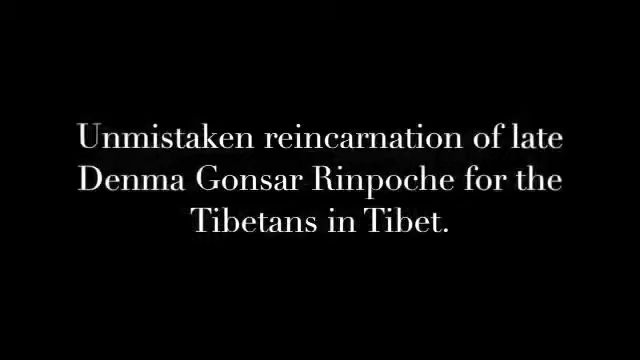 Unmistaken reincarnation of late
Denma Gonsar Rinpoche for the
Tibetans in Tibet.